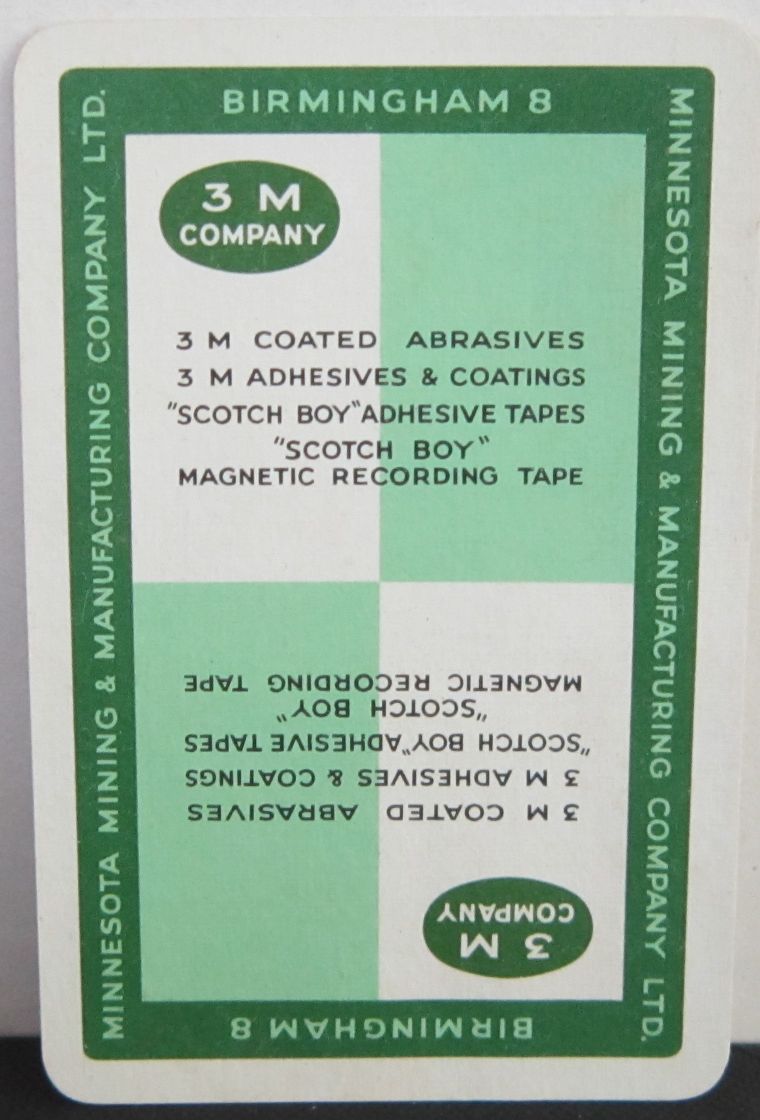 BIRMINGHAM 8
MINNESOTA MINING & MANUFACTURING COMPANY LTD.
MINNESOTA MINING & MANUFACTURING COMPANY LTD.
3 M
COMPANY
3 M COATED ABRASIVES
3 M ADHESIVES & COATINGS
"SCOTCH BOY" ADHESIVE TAPES
"SCOTCH BOY"
MAGNETIC RECORDING TAPE
3 M
COMPANY
3 M COATED ABRASIVES
3 M ADHESIVES & COATINGS
"SCOTCH BOY" ADHESIVE TAPES
"SCOTCH BOY"
MAGNETIC RECORDING TAPE
BIRMINGHAM 8